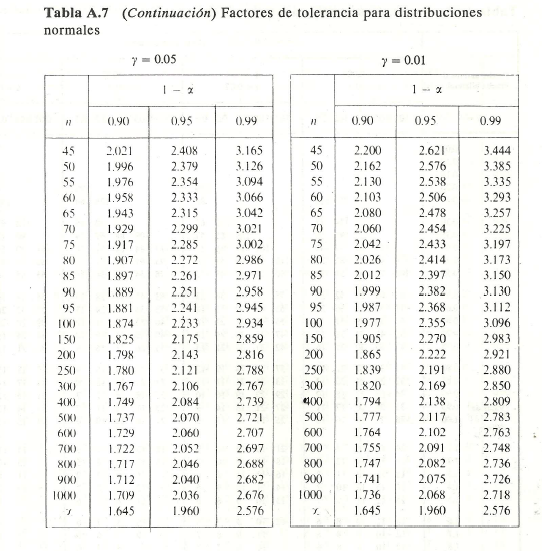 Tabla A.7 (Continuación) Factores de tolerancia para distribuciones
normales
γ = 0.05
1 - α
n 0.90 0.95 0.99
45 2.021 2.408 3.165
50 1.996 2.379 3.126
55 1.976 2.354 3.094
60 1.958 2.333 3.066
65 1.943 2.315 3.042
70 1.929 2.299 3.021
75 1.917 2.285 3.002
80 1.907 2.272 2.986
85 1.897 2.261 2.971
90 1.889 2.251 2.958
95 1.881 2.241 2.945
100 1.874 2.233 2.934
150 1.825 2.175 2.859
200 1.798 2.143 2.816
250 1.780 2.121 2.788
300 1.767 2.106 2.767
400 1.749 2.084 2.739
500 1.737 2.070 2.721
600 1.729 2.060 2.707
700 1.722 2.052 2.697
800 1.717 2.046 2.688
900 1.712 2.040 2.682
1000 1.709 2.036 2.676
∞ 1.645 1.960 2.576
γ = 0.01
1 - α
n 0.90 0.95 0.99
45 2.200 2.621 3.444
50 2.162 2.576 3.385
55 2.130 2.538 3.335
60 2.103 2.506 3.293
65 2.080 2.478 3.257
70 2.060 2.454 3.225
75 2.042 2.433 3.197
80 2.026 2.414 3.173
85 2.012 2.397 3.150
90 1.999 2.382 3.130
95 1.987 2.368 3.112
100 1.977 2.355 3.096
150 1.905 2.270 2.983
200 1.865 2.222 2.921
250 1.839 2.191 2.880
300 1.820 2.169 2.850
400 1.794 2.138 2.809
500 1.777 2.117 2.783
600 1.764 2.102 2.763
700 1.755 2.091 2.748
800 1.747 2.082 2.736
900 1.741 2.075 2.726
1000 1.736 2.068 2.718
∞ 1.645 1.960 2.576